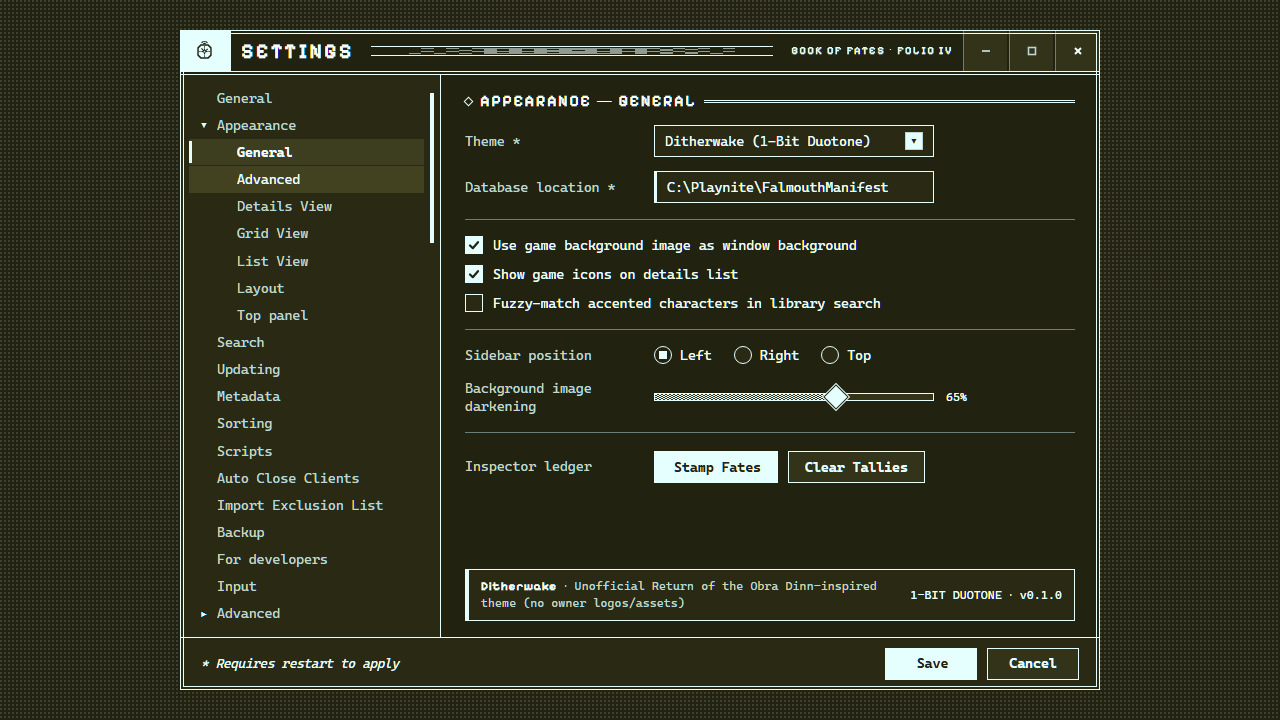 SETTINGS
BOOK OF FATES · FOLIO IV
General
Appearance
General
Advanced
Details View
Grid View
List View
Layout
Top panel
Search
Updating
Metadata
Sorting
Scripts
Auto Close Clients
Import Exclusion List
Backup
For developers
Input
Advanced
APPEARANCE — GENERAL
Theme *
Ditherwake (1-Bit Duotone)
Database location *
C:\Playnite\FalmouthManifest
Use game background image as window background
Show game icons on details list
Fuzzy-match accented characters in library search
Sidebar position
Left
Right
Top
Background image
darkening
65%
Inspector ledger
Stamp Fates
Clear Tallies
Ditherwake · Unofficial Return of the Obra Dinn-inspired
theme (no owner logos/assets)
1-BIT DUOTONE · v0.1.0
* Requires restart to apply
Save
Cancel